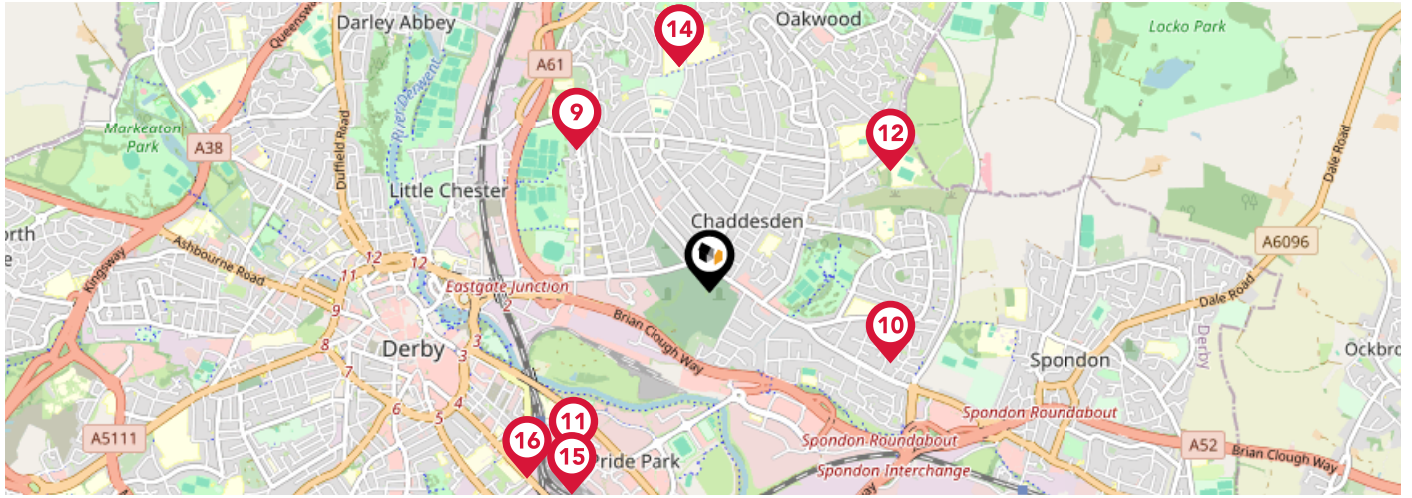 Queensw
Darley Abbey
14
Oakwood
Locko Park
A61
River Derwent
9
Markeaton
Park
A38
Duffield Road
12
Dale Road
Little Chester
Chaddesden
orth
e
Kingsway
Ashbourne Road
12
11
12
Eastgate Junction
2
A6096
Dale Road
9
Brian Clough Way
10
Derby
8
Derby
3
3
Ockbro
Spondon
7
6
5
4
11
Spondon Roundabout
A5111
16
15
Pride Park
Spondon Roundabout
A52
Brian Clough Way
Spondon Interchange
way